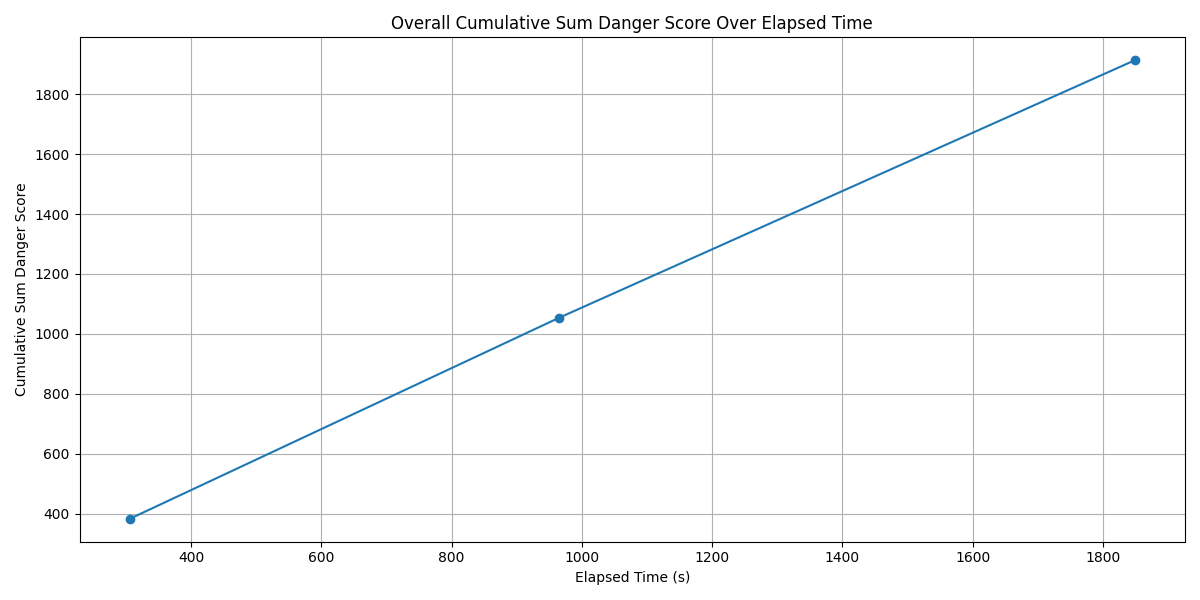 Overall Cumulative Sum Danger Score Over Elapsed Time
Cumulative Sum Danger Score
1800
1600
1400
1200
1000
800
600
400
400 600 800 1000 1200 1400 1600 1800
Elapsed Time (s)